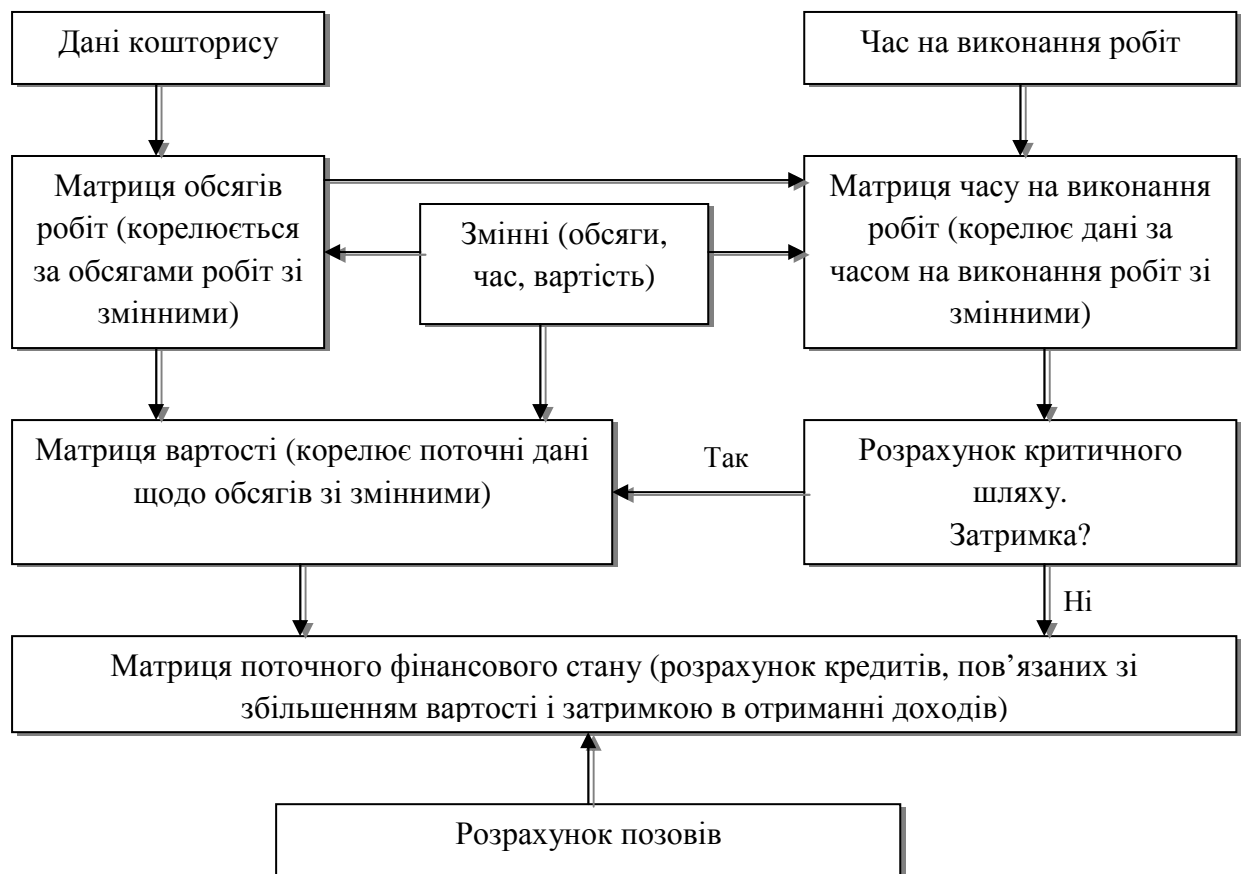 Дані кошторису
Час на виконання робіт
Матриця обсягів
робіт (корелюється
за обсягами робіт зі
змінними)
Змінні (обсяги,
час, вартість)
Матриця часу на виконання
робіт (корелює дані за
часом на виконання робіт зі
змінними)
Матриця вартості (корелює поточні дані
щодо обсягів зі змінними)
Так
Розрахунок критичного
шляху.
Затримка?
Ні
Матриця поточного фінансового стану (розрахунок кредитів, пов’язаних зі
збільшенням вартості і затримкою в отриманні доходів)
Розрахунок позовів